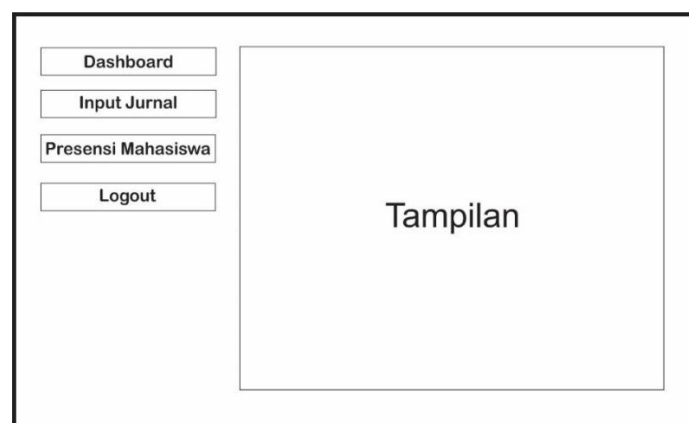 Dashboard
Input Jurnal
Presensi Mahasiswa
Logout
Tampilan